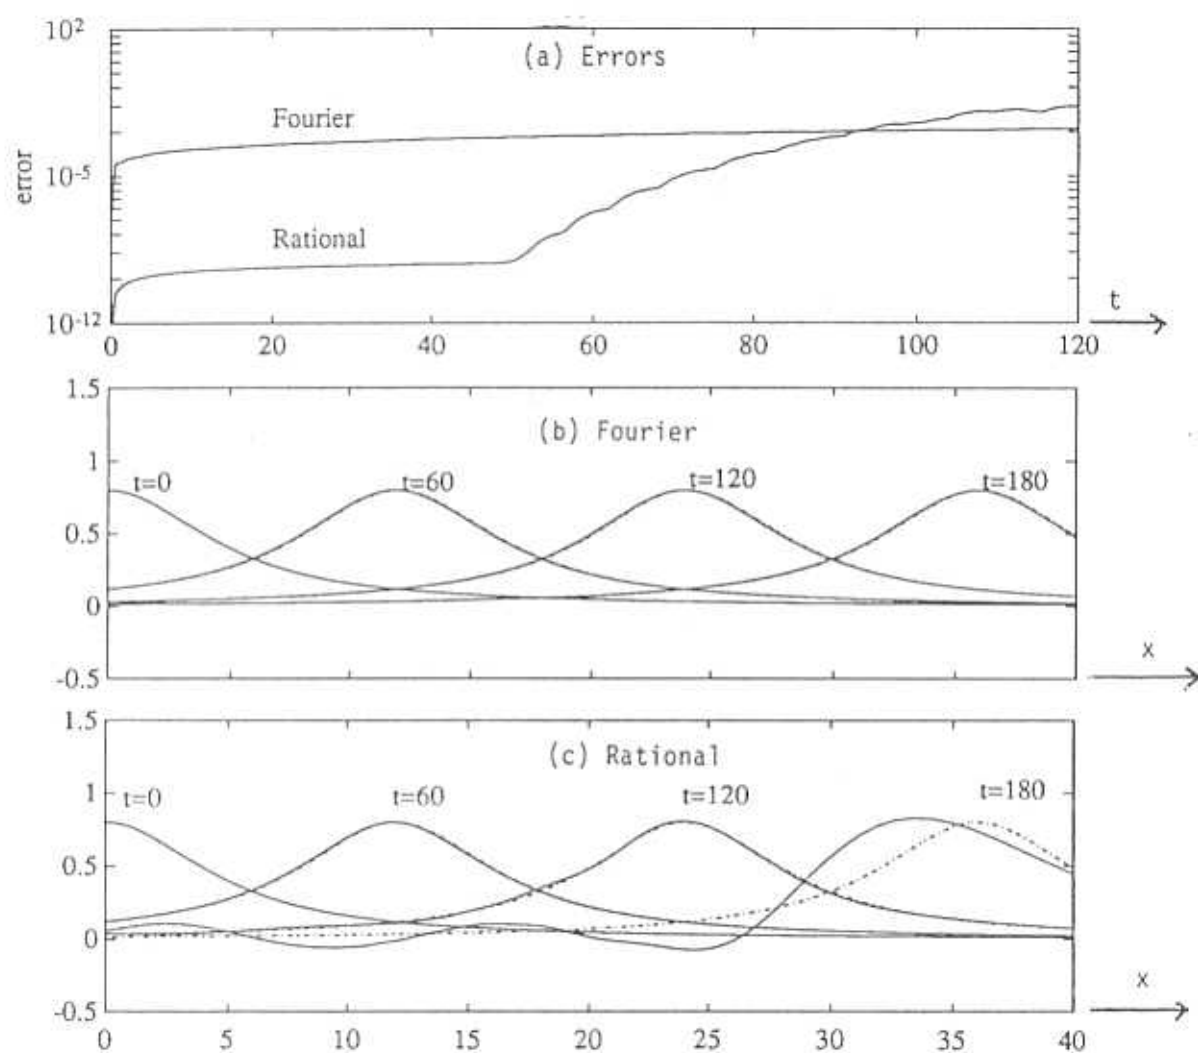 10²
(a) Errors
Fourier
error
10⁻⁵
Rational
10⁻¹²
t
0 20 40 60 80 100 120
1.5
(b) Fourier
1
t=0 t=60 t=120 t=180
0.5
0
x
-0.5
1.5
(c) Rational
1
t=0 t=60 t=120 t=180
0.5
0
x
-0.5
0 5 10 15 20 25 30 35 40